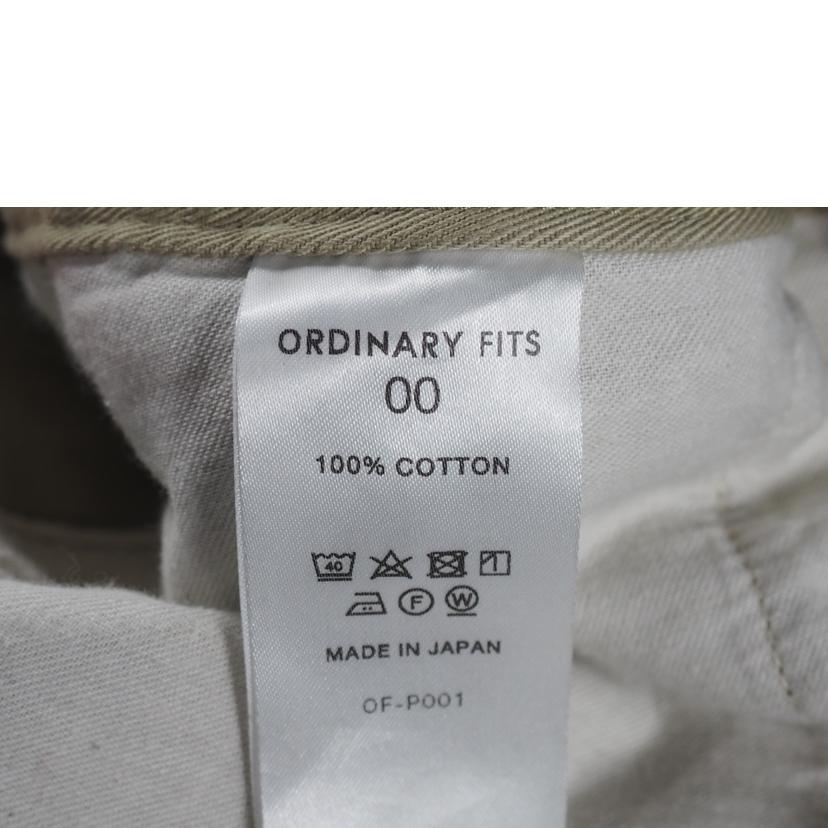 ORDINARY FITS
00
100% COTTON
40
F W
MADE IN JAPAN
OF-P001